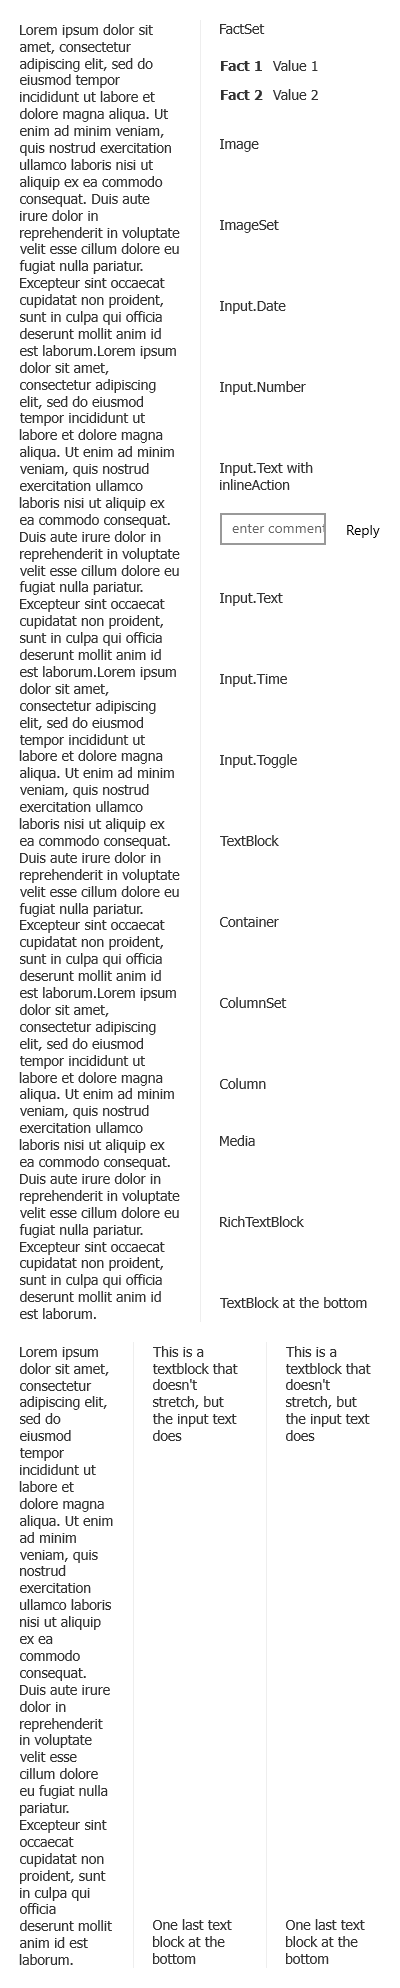 Lorem ipsum dolor sit
amet, consectetur
adipiscing elit, sed do
eiusmod tempor
incididunt ut labore et
dolore magna aliqua. Ut
enim ad minim veniam,
quis nostrud exercitation
ullamco laboris nisi ut
aliquip ex ea commodo
consequat. Duis aute
irure dolor in
reprehenderit in voluptate
velit esse cillum dolore eu
fugiat nulla pariatur.
Excepteur sint occaecat
cupidatat non proident,
sunt in culpa qui officia
deserunt mollit anim id
est laborum.Lorem ipsum
dolor sit amet,
consectetur adipiscing
elit, sed do eiusmod
tempor incididunt ut
labore et dolore magna
aliqua. Ut enim ad minim
veniam, quis nostrud
exercitation ullamco
laboris nisi ut aliquip ex
ea commodo consequat.
Duis aute irure dolor in
reprehenderit in voluptate
velit esse cillum dolore eu
fugiat nulla pariatur.
Excepteur sint occaecat
cupidatat non proident,
sunt in culpa qui officia
deserunt mollit anim id
est laborum.Lorem ipsum
dolor sit amet,
consectetur adipiscing
elit, sed do eiusmod
tempor incididunt ut
labore et dolore magna
aliqua. Ut enim ad minim
veniam, quis nostrud
exercitation ullamco
laboris nisi ut aliquip ex
ea commodo consequat.
Duis aute irure dolor in
reprehenderit in voluptate
velit esse cillum dolore eu
fugiat nulla pariatur.
Excepteur sint occaecat
cupidatat non proident,
sunt in culpa qui officia
deserunt mollit anim id
est laborum.Lorem ipsum
dolor sit amet,
consectetur adipiscing
elit, sed do eiusmod
tempor incididunt ut
labore et dolore magna
aliqua. Ut enim ad minim
veniam, quis nostrud
exercitation ullamco
laboris nisi ut aliquip ex
ea commodo consequat.
Duis aute irure dolor in
reprehenderit in voluptate
velit esse cillum dolore eu
fugiat nulla pariatur.
Excepteur sint occaecat
cupidatat non proident,
sunt in culpa qui officia
deserunt mollit anim id
est laborum.
FactSet
Fact 1 Value 1
Fact 2 Value 2
Image
ImageSet
Input.Date
Input.Number
Input.Text with
inlineAction
enter comment Reply
Input.Text
Input.Time
Input.Toggle
TextBlock
Container
ColumnSet
Column
Media
RichTextBlock
TextBlock at the bottom
Lorem ipsum
dolor sit amet,
consectetur
adipiscing elit,
sed do
eiusmod
tempor
incididunt ut
labore et
dolore magna
aliqua. Ut enim
ad minim
veniam, quis
nostrud
exercitation
ullamco laboris
nisi ut aliquip
ex ea
commodo
consequat.
Duis aute irure
dolor in
reprehenderit
in voluptate
velit esse
cillum dolore
eu fugiat nulla
pariatur.
Excepteur sint
occaecat
cupidatat non
proident, sunt
in culpa qui
officia
deserunt mollit
anim id est
laborum.
This is a
textblock that
doesn't
stretch, but
the input text
does
One last text
block at the
bottom
This is a
textblock that
doesn't
stretch, but
the input text
does
One last text
block at the
bottom